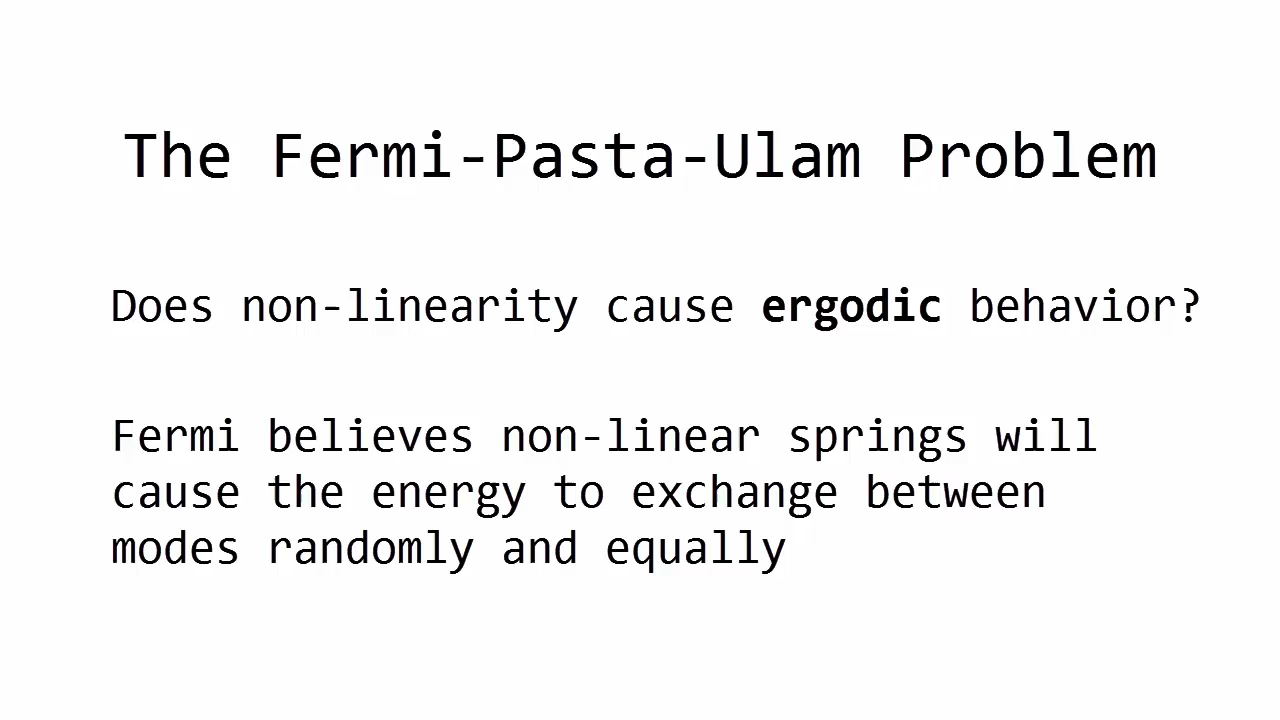 The Fermi-Pasta-Ulam Problem
Does non-linearity cause ergodic behavior?
Fermi believes non-linear springs will
cause the energy to exchange between
modes randomly and equally